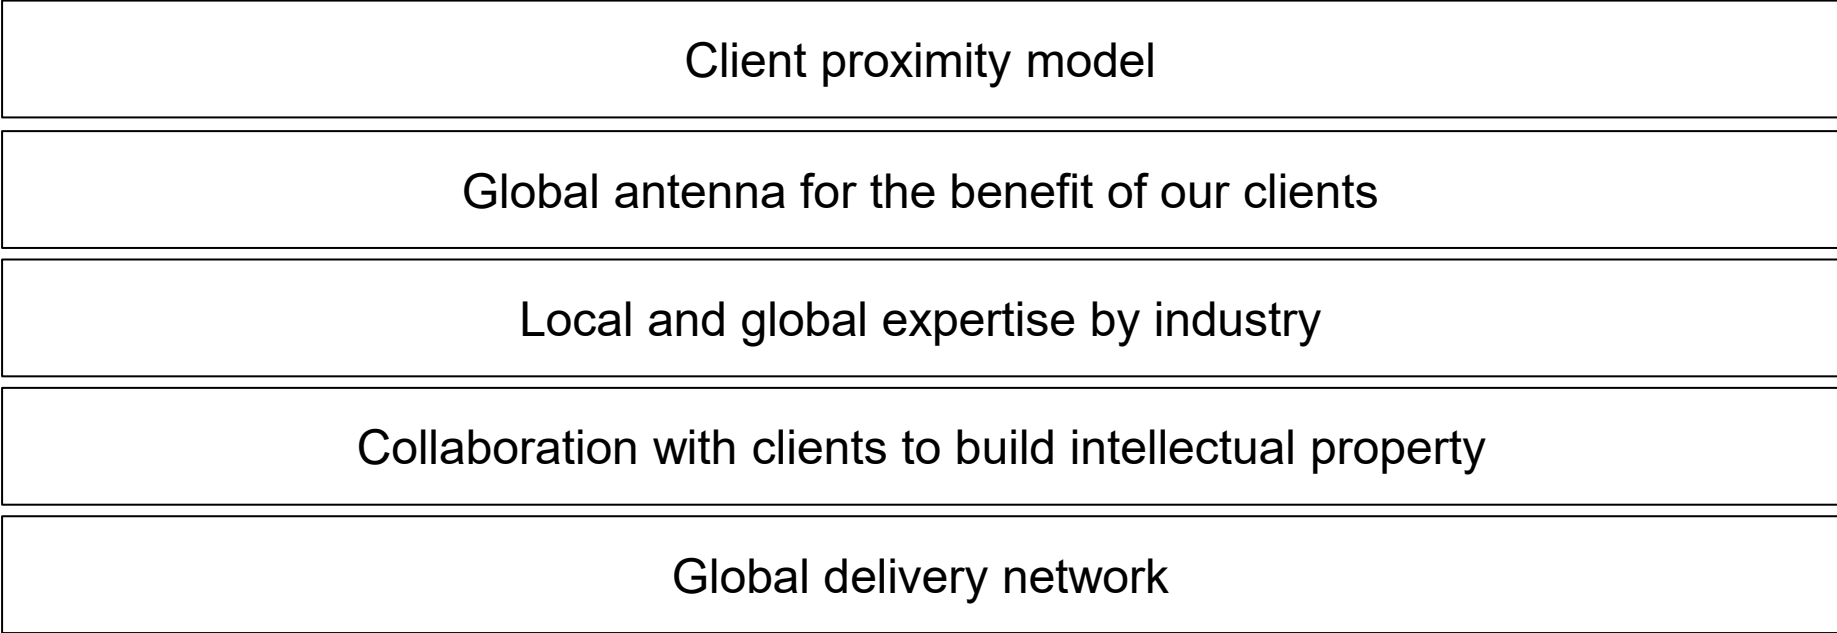 Client proximity model
Global antenna for the benefit of our clients
Local and global expertise by industry
Collaboration with clients to build intellectual property
Global delivery network